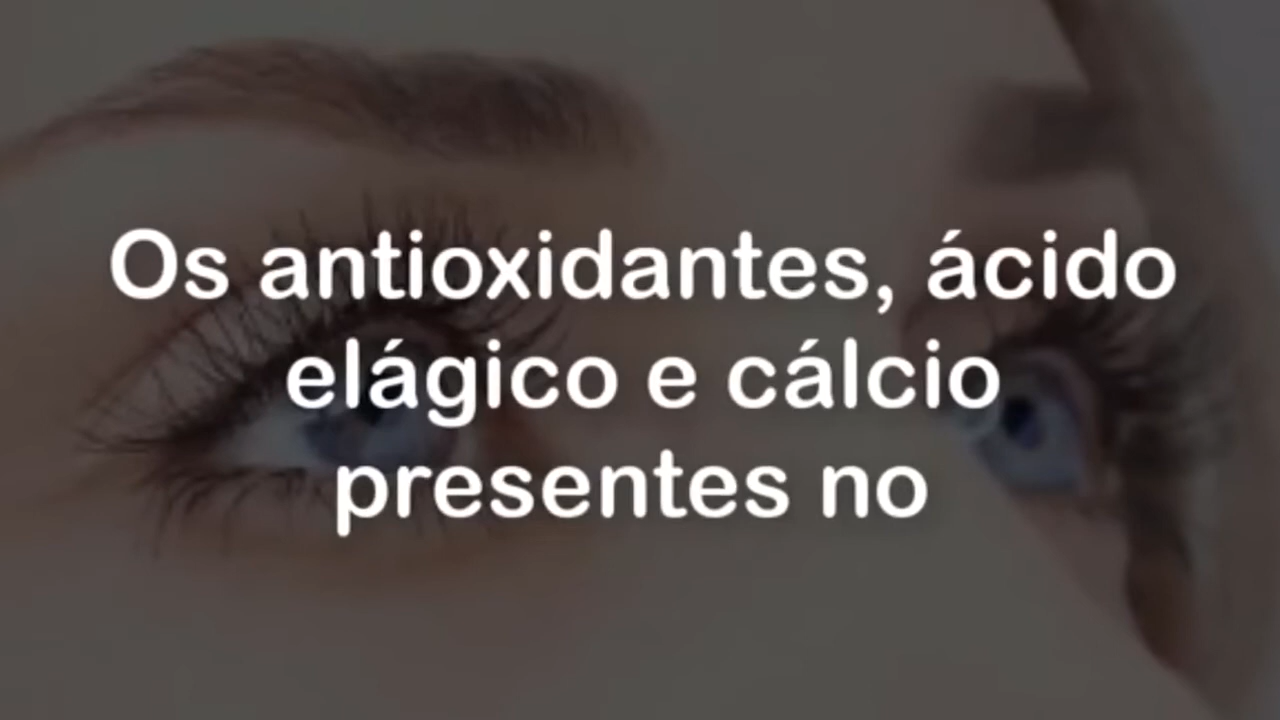 Os antioxidantes, ácido
elágico e cálcio
presentes no